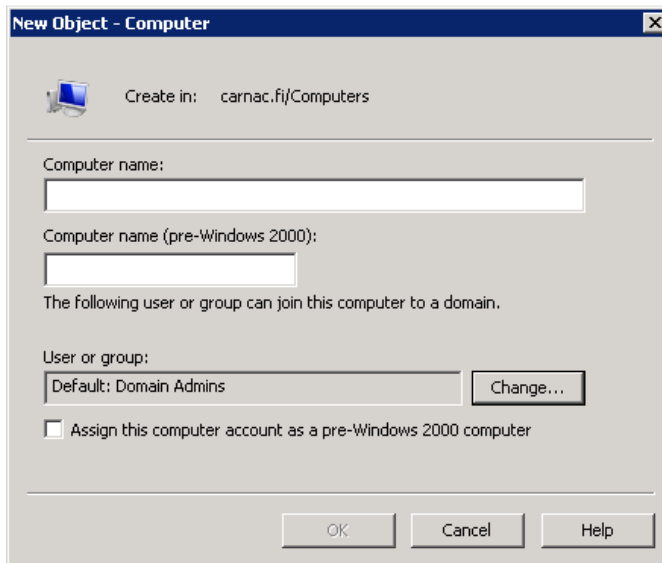 New Object - Computer
Create in: carnac.fi/Computers
Computer name:
Computer name (pre-Windows 2000):
The following user or group can join this computer to a domain.
User or group:
Default: Domain Admins
Change...
Assign this computer account as a pre-Windows 2000 computer
OK Cancel Help